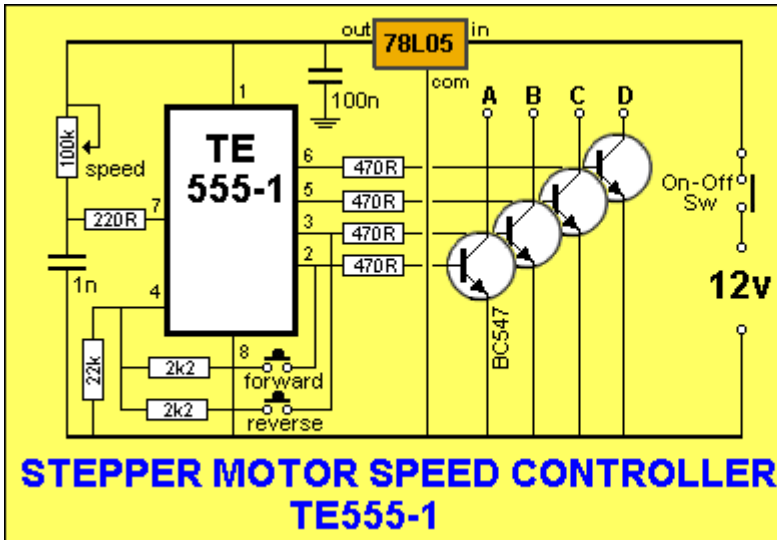 out
78L05
in
com
100n
A B C D
1
TE
555-1
100k
speed
220R
7
6
5
3
2
4
8
470R
470R
470R
470R
1n
22k
2k2
forward
2k2
reverse
BC547
On-Off
Sw
12v
STEPPER MOTOR SPEED CONTROLLER
TE555-1